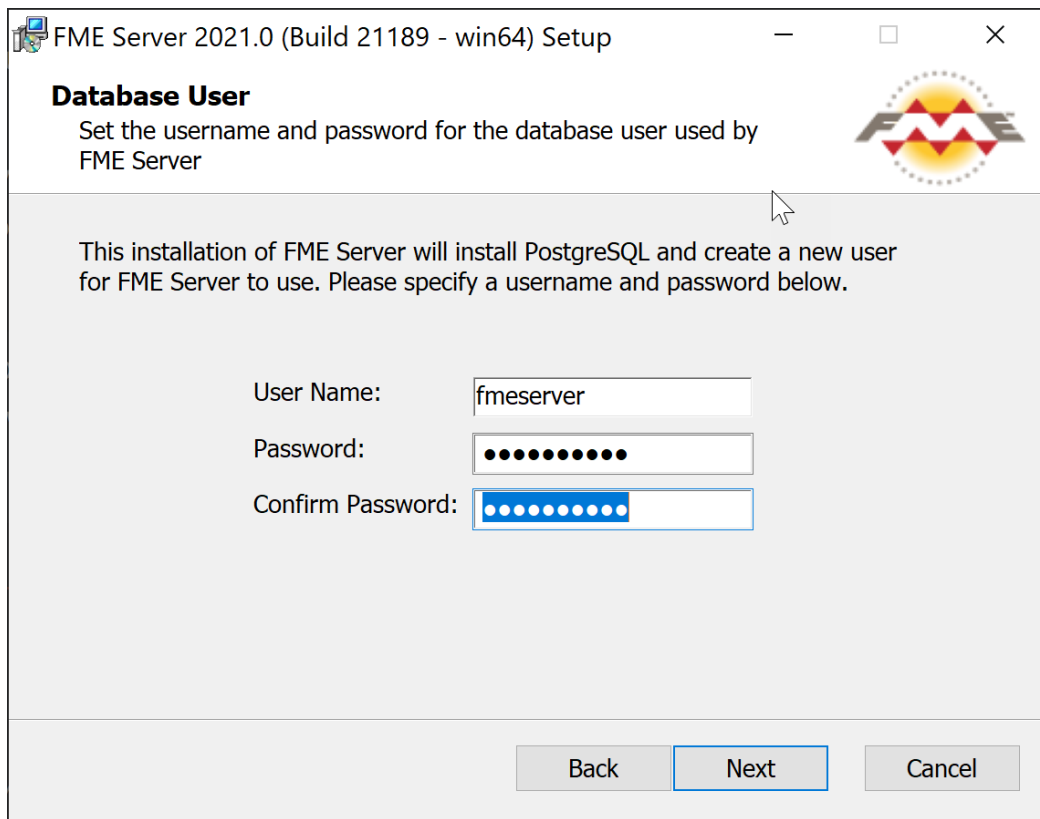 FME Server 2021.0 (Build 21189 - win64) Setup
Database User
Set the username and password for the database user used by
FME Server
FME
This installation of FME Server will install PostgreSQL and create a new user
for FME Server to use. Please specify a username and password below.
User Name:
fmeserver
Password:
●●●●●●●●●●
Confirm Password:
●●●●●●●●●●
Back
Next
Cancel